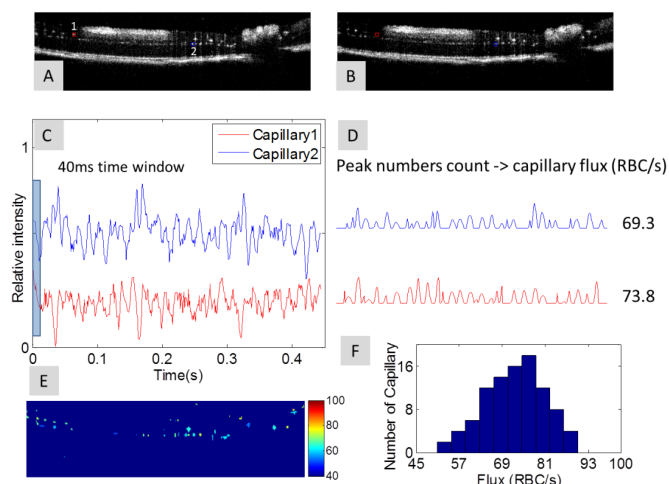 1
2
A
B
C
Capillary1
Capillary2
40ms time window
1
0
Relative intensity
0
0.1
0.2
0.3
0.4
Time(s)
D
Peak numbers count -> capillary flux (RBC/s)
69.3
73.8
E
100
80
60
40
F
Number of Capillary
16
8
0
45
57
69
81
93
100
Flux (RBC/s)